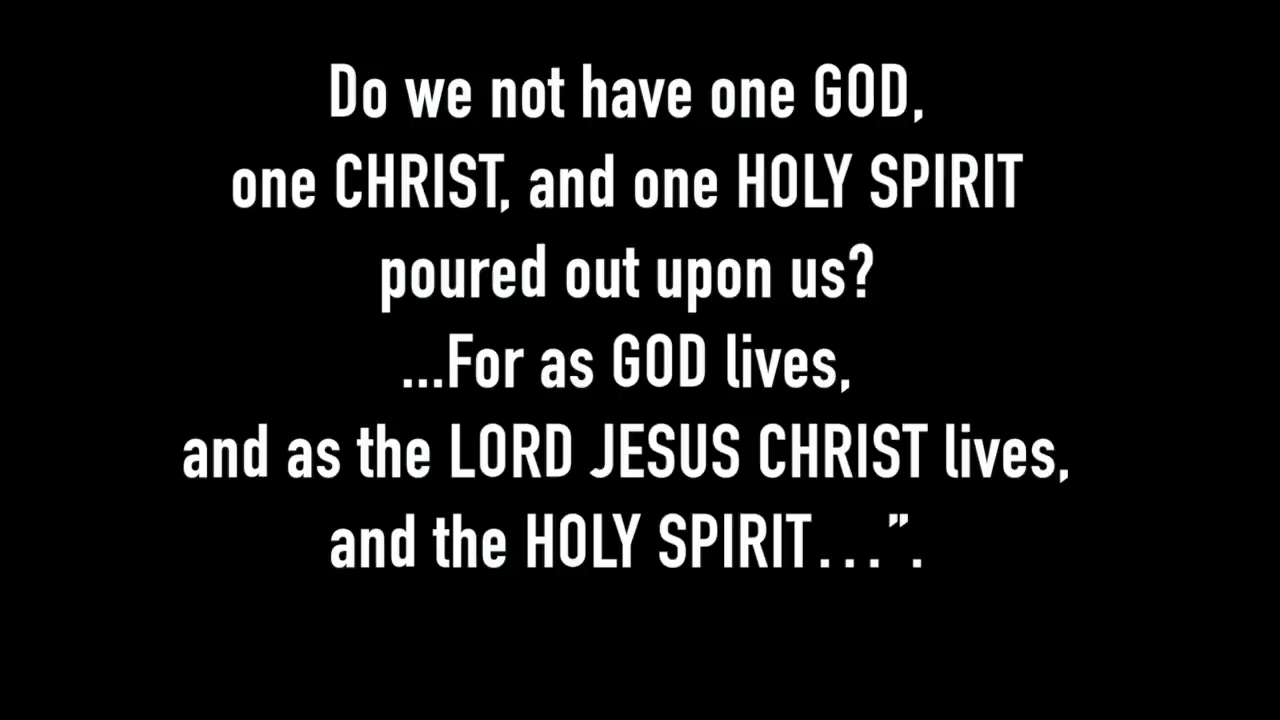 Do we not have one GOD,
one CHRIST, and one HOLY SPIRIT
poured out upon us?
...For as GOD lives,
and as the LORD JESUS CHRIST lives,
and the HOLY SPIRIT...”.